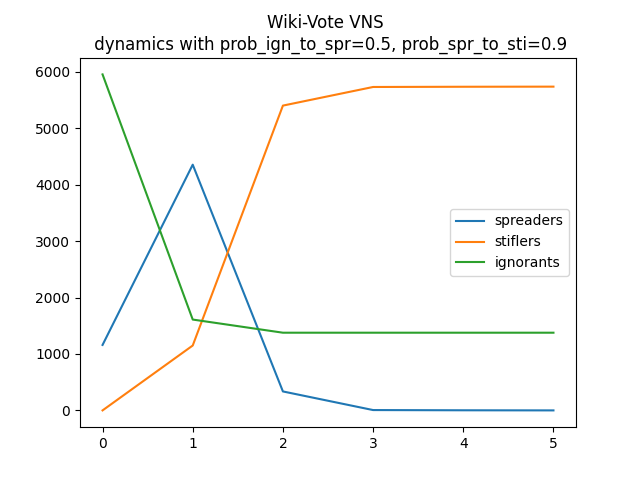 Wiki-Vote VNS
dynamics with prob_ign_to_spr=0.5, prob_spr_to_sti=0.9
6000
5000
4000
3000
2000
1000
0
spreaders
stiflers
ignorants
0 1 2 3 4 5